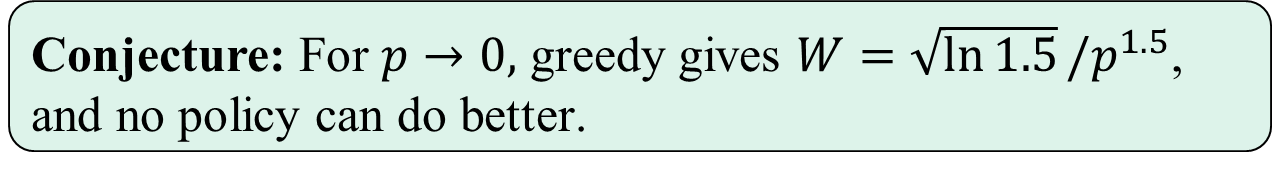 Conjecture: For 𝑝 → 0, greedy gives 𝑊 = √ln 1.5 /𝑝^1.5,
and no policy can do better.